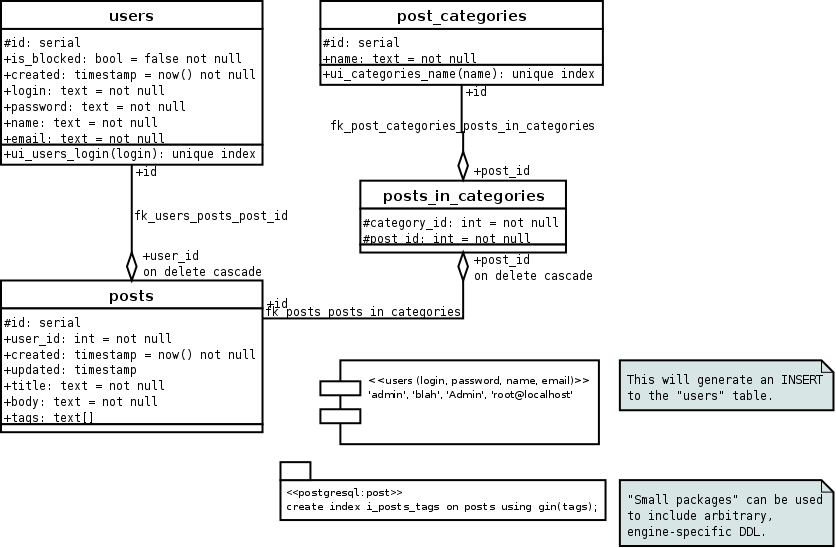 users
#id: serial
+is_blocked: bool = false not null
+created: timestamp = now() not null
+login: text = not null
+password: text = not null
+name: text = not null
+email: text = not null
+ui_users_login(login): unique index
post_categories
#id: serial
+name: text = not null
+ui_categories_name(name): unique index
+id
fk_post_categories_posts_in_categories
+post_id
+id
fk_users_posts_post_id
+user_id
on delete cascade
posts_in_categories
#category_id: int = not null
#post_id: int = not null
+post_id
on delete cascade
posts
#id: serial
+user_id: int = not null
+created: timestamp = now() not null
+updated: timestamp
+title: text = not null
+body: text = not null
+tags: text[]
+id
fk_posts_posts_in_categories
<<users (login, password, name, email)>>
'admin', 'blah', 'Admin', 'root@localhost'
This will generate an INSERT
to the "users" table.
<<postgresql:post>>
create index i_posts_tags on posts using gin(tags);
"Small packages" can be used
to include arbitrary,
engine-specific DDL.